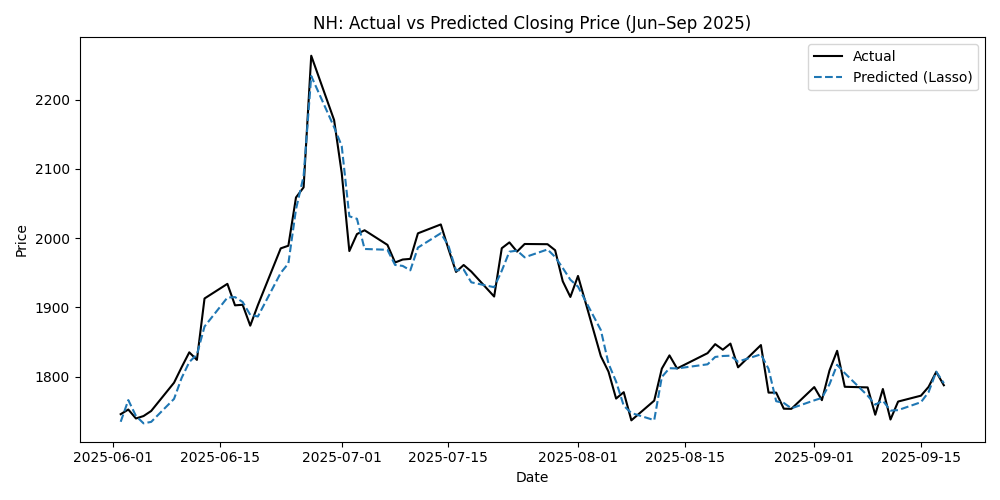 NH: Actual vs Predicted Closing Price (Jun–Sep 2025)
Actual
Predicted (Lasso)
Price
2200
2100
2000
1900
1800
2025-06-01 2025-06-15 2025-07-01 2025-07-15 2025-08-01 2025-08-15 2025-09-01 2025-09-15
Date